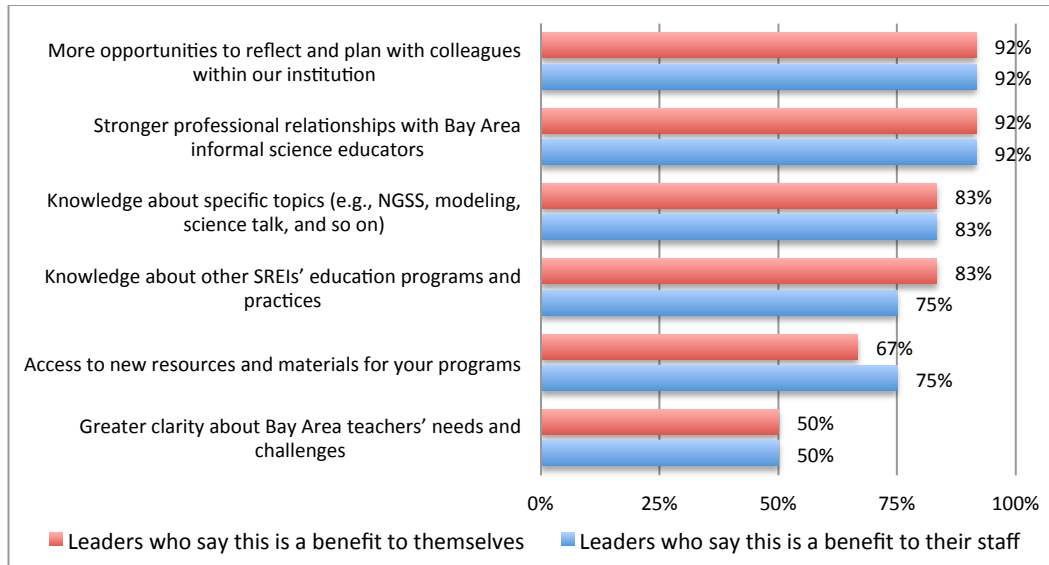 More opportunities to reflect and plan with colleagues
within our institution
92%
92%
Stronger professional relationships with Bay Area
informal science educators
92%
92%
Knowledge about specific topics (e.g., NGSS, modeling,
science talk, and so on)
83%
83%
Knowledge about other SREIs’ education programs and
practices
83%
75%
Access to new resources and materials for your programs
67%
75%
Greater clarity about Bay Area teachers’ needs and
challenges
50%
50%
0% 25% 50% 75% 100%
Leaders who say this is a benefit to themselves Leaders who say this is a benefit to their staff